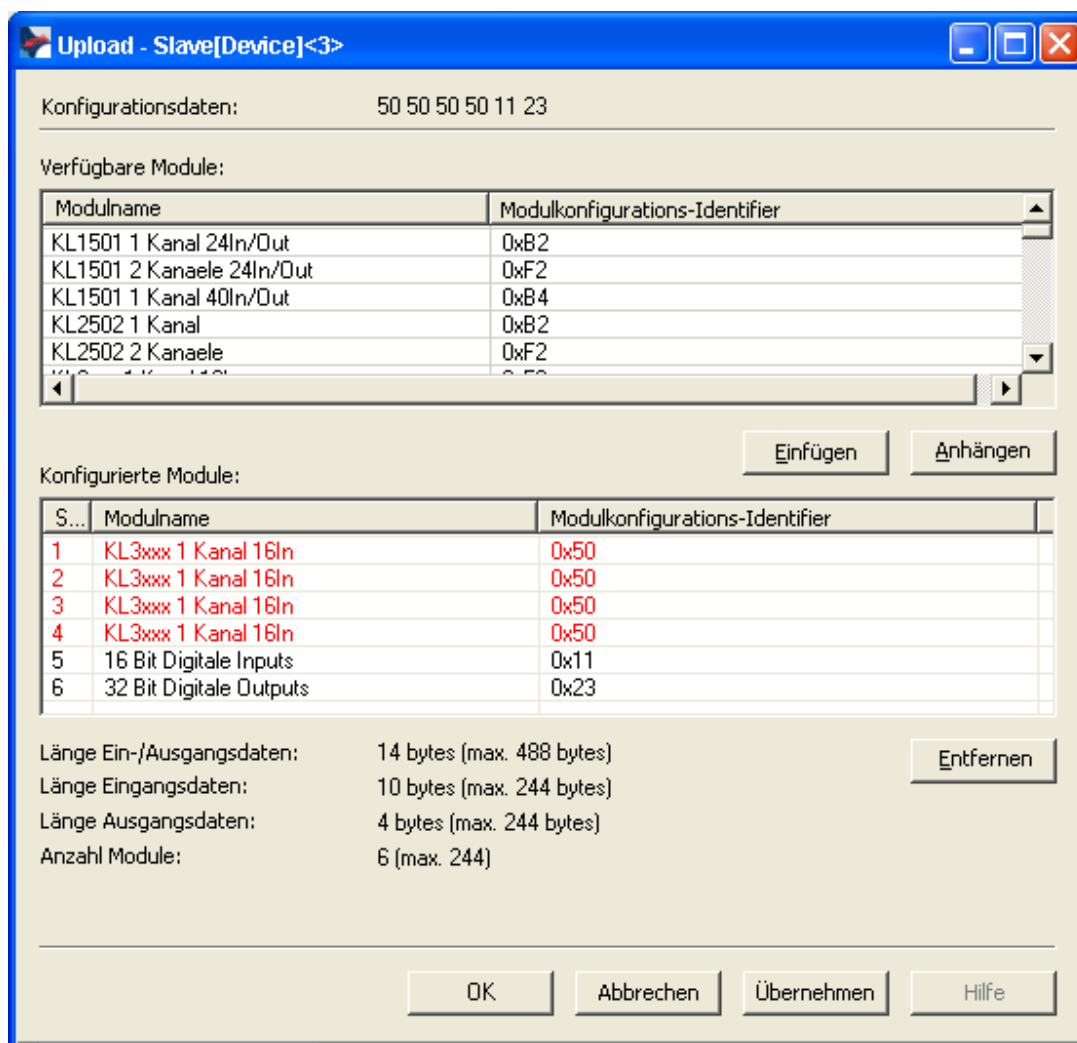 Upload - Slave[Device]<3>
Konfigurationsdaten: 50 50 50 50 11 23
Verfügbare Module:
Modulname Modulkonfigurations-Identifier
KL1501 1 Kanal 24In/Out 0xB2
KL1501 2 Kanaele 24In/Out 0xF2
KL1501 1 Kanal 40In/Out 0xB4
KL2502 1 Kanal 0xB2
KL2502 2 Kanaele 0xF2
Einfügen Anhängen
Konfigurierte Module:
S... Modulname Modulkonfigurations-Identifier
1 KL3xxx 1 Kanal 16In 0x50
2 KL3xxx 1 Kanal 16In 0x50
3 KL3xxx 1 Kanal 16In 0x50
4 KL3xxx 1 Kanal 16In 0x50
5 16 Bit Digitale Inputs 0x11
6 32 Bit Digitale Outputs 0x23
Länge Ein-/Ausgangsdaten: 14 bytes (max. 488 bytes) Entfernen
Länge Eingangsdaten: 10 bytes (max. 244 bytes)
Länge Ausgangsdaten: 4 bytes (max. 244 bytes)
Anzahl Module: 6 (max. 244)
OK Abbrechen Übernehmen Hilfe